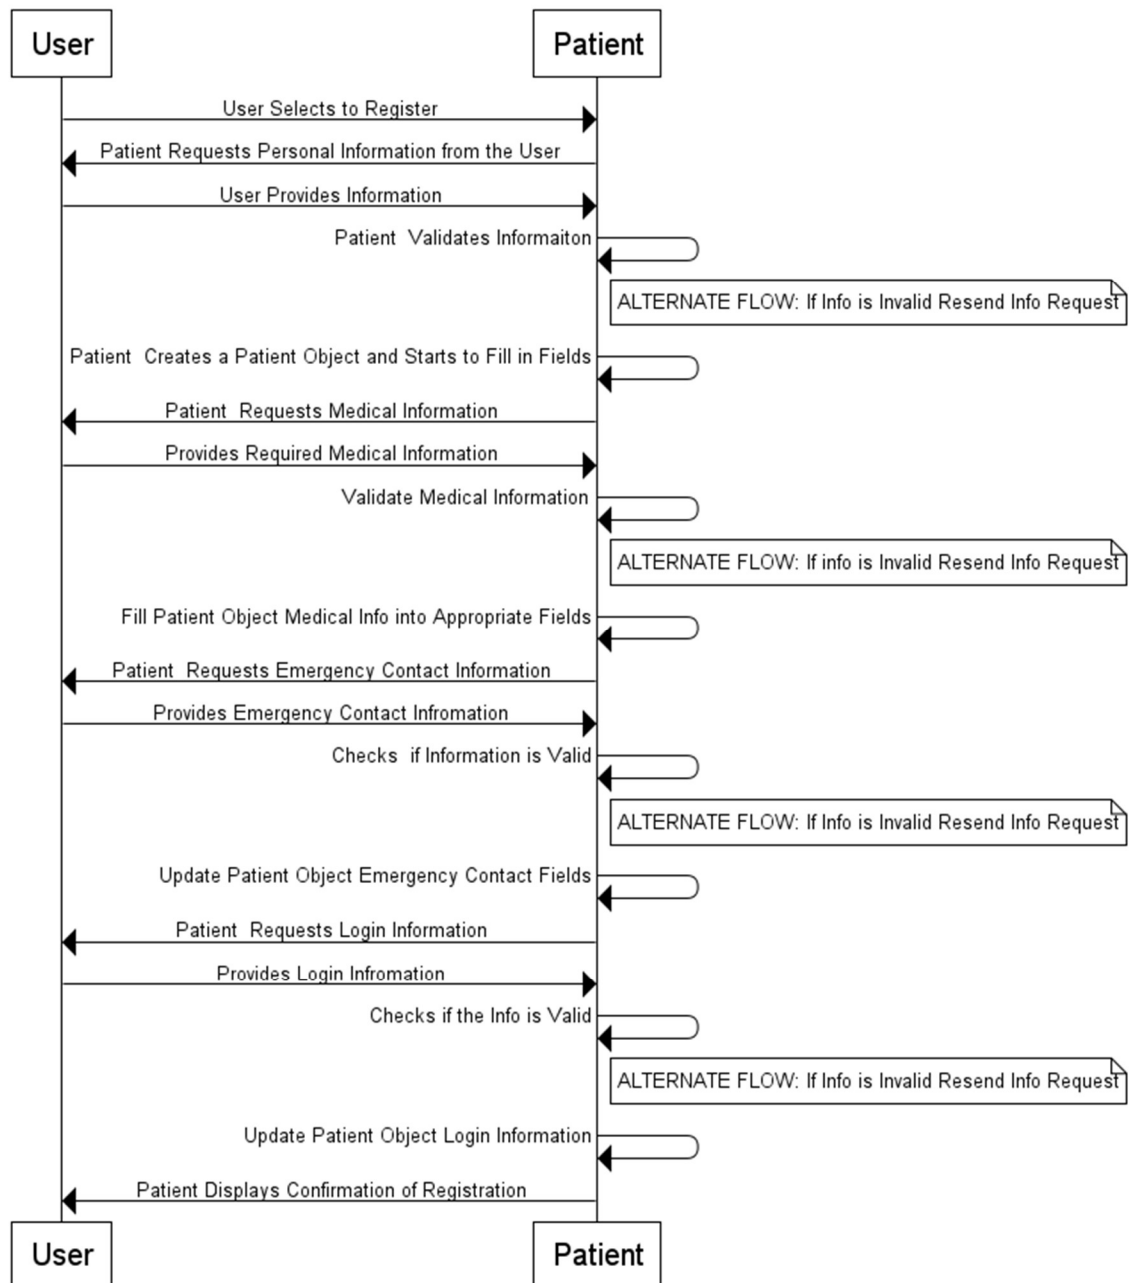 User Patient
User Selects to Register
Patient Requests Personal Information from the User
User Provides Information
Patient Validates Informaiton
ALTERNATE FLOW: If Info is Invalid Resend Info Request
Patient Creates a Patient Object and Starts to Fill in Fields
Patient Requests Medical Information
Provides Required Medical Information
Validate Medical Information
ALTERNATE FLOW: If info is Invalid Resend Info Request
Fill Patient Object Medical Info into Appropriate Fields
Patient Requests Emergency Contact Information
Provides Emergency Contact Infromation
Checks if Information is Valid
ALTERNATE FLOW: If Info is Invalid Resend Info Request
Update Patient Object Emergency Contact Fields
Patient Requests Login Information
Provides Login Infromation
Checks if the Info is Valid
ALTERNATE FLOW: If Info is Invalid Resend Info Request
Update Patient Object Login Information
Patient Displays Confirmation of Registration
User Patient